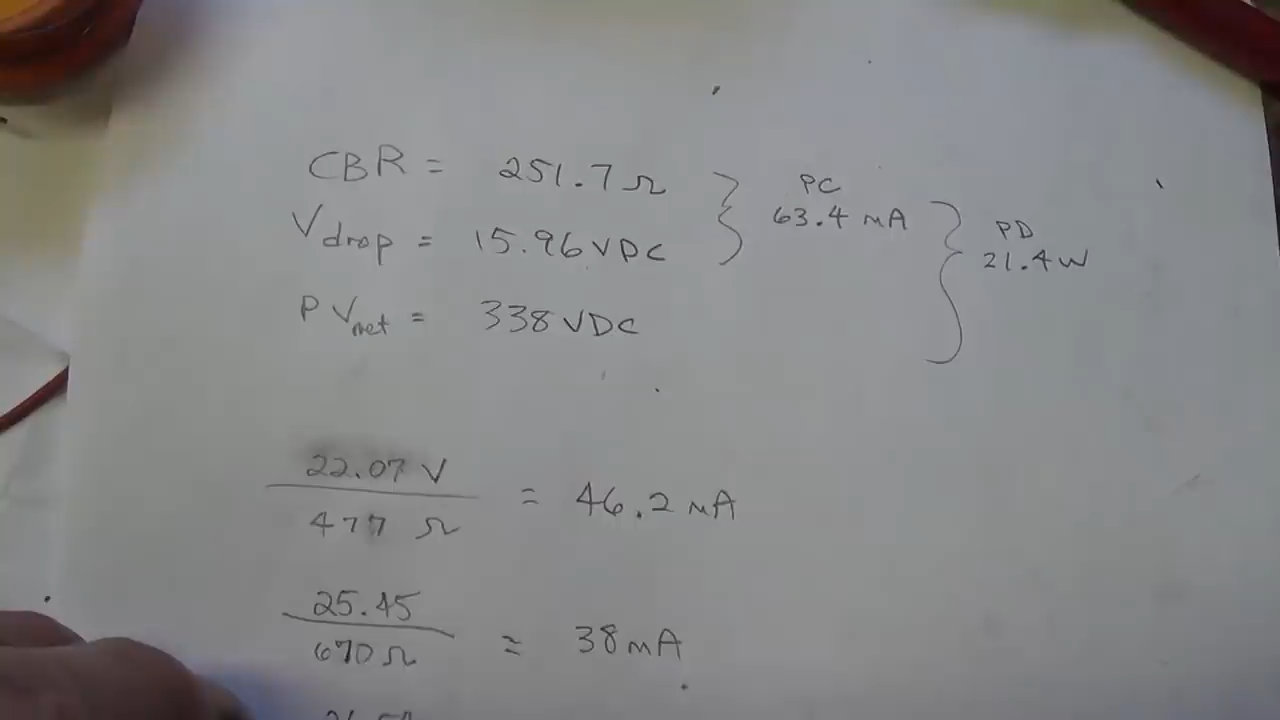 CBR = 251.7 Ω
PC
63.4 mA
Vdrop = 15.96 VDC
PD
21.4 W
P Vnet = 338 VDC
22.07 V
477 Ω
= 46.2 mA
25.45
670 Ω
≈ 38 mA